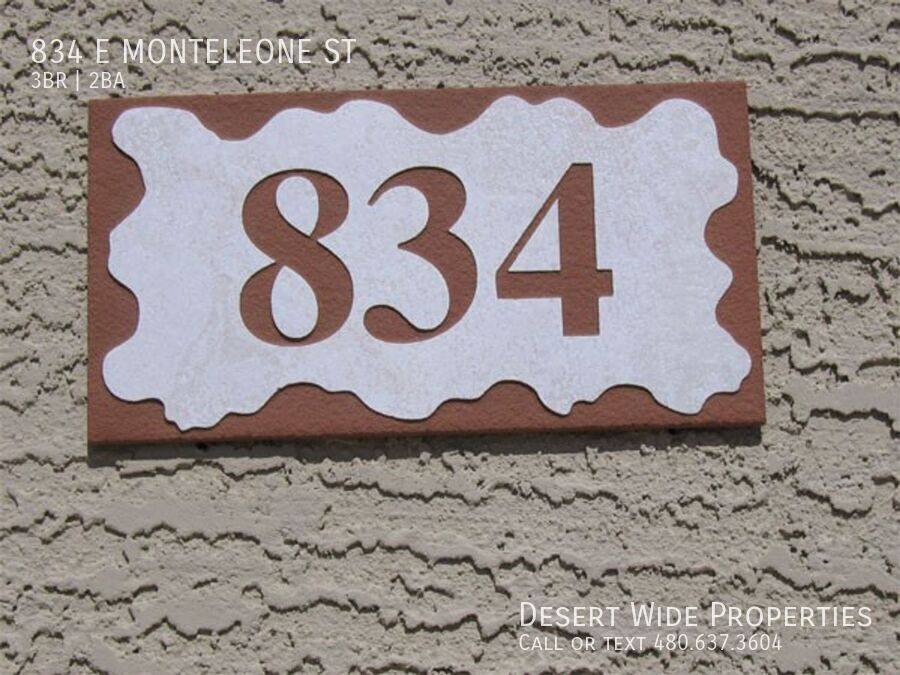 834 E MONTELEONE ST
3BR | 2BA
834
DESERT WIDE PROPERTIES
CALL OR TEXT 480.637.3604